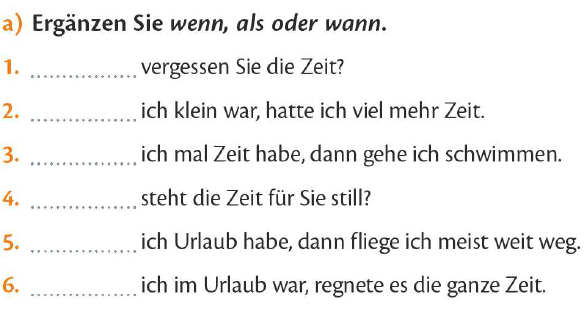 a) Ergänzen Sie wenn, als oder wann.
1. .................. vergessen Sie die Zeit?
2. .................. ich klein war, hatte ich viel mehr Zeit.
3. .................. ich mal Zeit habe, dann gehe ich schwimmen.
4. .................. steht die Zeit für Sie still?
5. .................. ich Urlaub habe, dann fliege ich meist weit weg.
6. .................. ich im Urlaub war, regnete es die ganze Zeit.